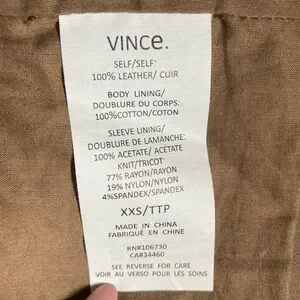 VINCE.
SELF/SELF:
100% LEATHER/ CUIR
BODY LINING/
DOUBLURE DU CORPS:
100%COTTON/COTON
SLEEVE LINING/
DOUBLURE DE LAMANCHE:
100% ACETATE/ ACETATE
KNIT/TRICOT:
77% RAYON/RAYON
19% NYLON/NYLON
4%SPANDEX/SPANDEX
XXS/TTP
MADE IN CHINA
FABRIQUÉ EN CHINE
RN#106730
CA#34460
SEE REVERSE FOR CARE
VOIR AU VERSO POUR LES SOINS